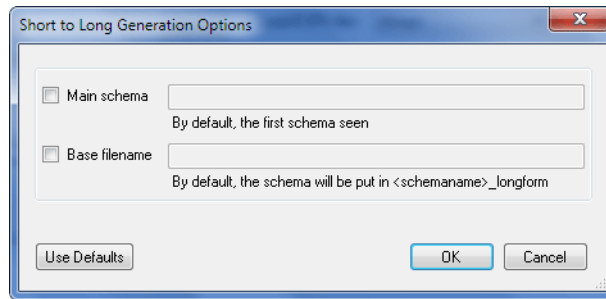 Short to Long Generation Options
Main schema
By default, the first schema seen
Base filename
By default, the schema will be put in <schemaname>_longform
Use Defaults OK Cancel